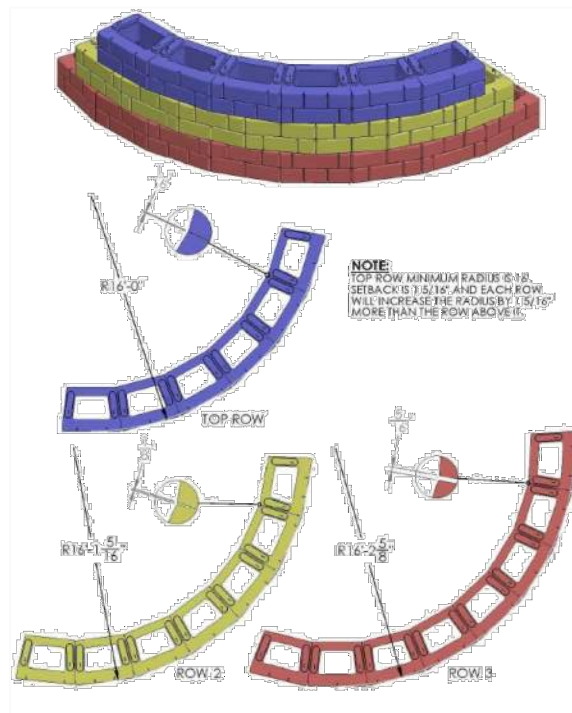 R16'-0"
NOTE:
TOP ROW MINIMUM RADIUS IS 16'.
SETBACK IS 1 5/16" AND EACH ROW
WILL INCREASE THE RADIUS BY 1 5/16"
MORE THAN THE ROW ABOVE IT.
TOP ROW
R16'-1 5/16"
ROW 2
R16'-2 5/8"
ROW 3